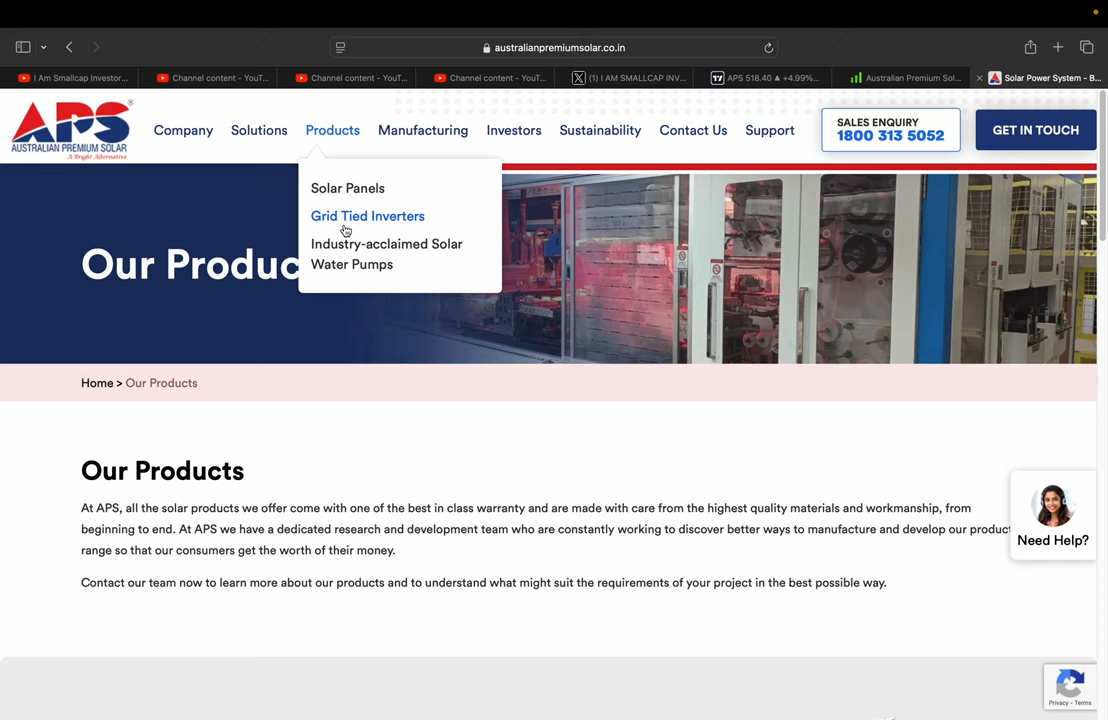 australianpremiumsolar.co.in
I Am Smallcap Investor...
Channel content - YouT...
Channel content - YouT...
Channel content - YouT...
(1) I AM SMALLCAP INV...
APS 518.40 ▲ +4.99%...
Australian Premium Sol...
Solar Power System - B...
APS
AUSTRALIAN PREMIUM SOLAR
A Bright Alternative
Company
Solutions
Products
Manufacturing
Investors
Sustainability
Contact Us
Support
SALES ENQUIRY
1800 313 5052
GET IN TOUCH
Solar Panels
Grid Tied Inverters
Industry-acclaimed Solar
Water Pumps
Our Produc
Home > Our Products
Our Products
At APS, all the solar products we offer come with one of the best in class warranty and are made with care from the highest quality materials and workmanship, from
beginning to end. At APS we have a dedicated research and development team who are constantly working to discover better ways to manufacture and develop our product
range so that our consumers get the worth of their money.
Contact our team now to learn more about our products and to understand what might suit the requirements of your project in the best possible way.
Need Help?
Privacy - Terms